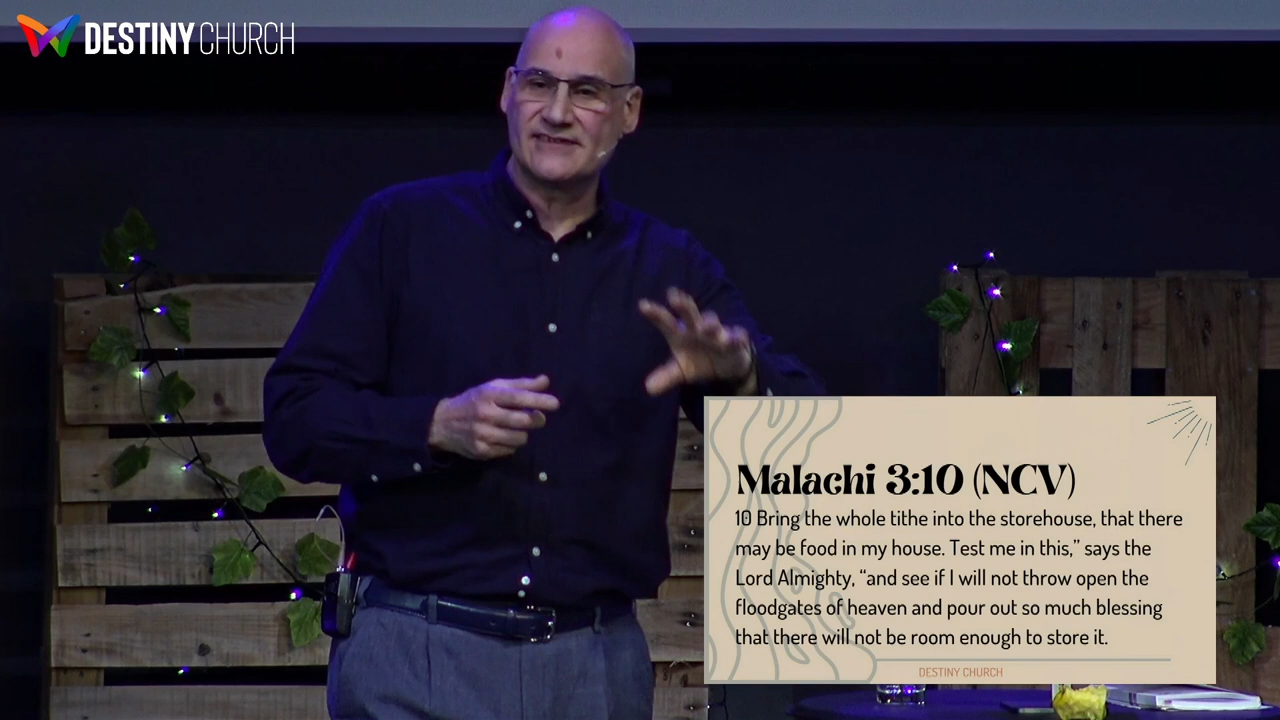 DESTINY CHURCH
Malachi 3:10 (NCV)
10 Bring the whole tithe into the storehouse, that there
may be food in my house. Test me in this,” says the
Lord Almighty, “and see if I will not throw open the
floodgates of heaven and pour out so much blessing
that there will not be room enough to store it.
DESTINY CHURCH